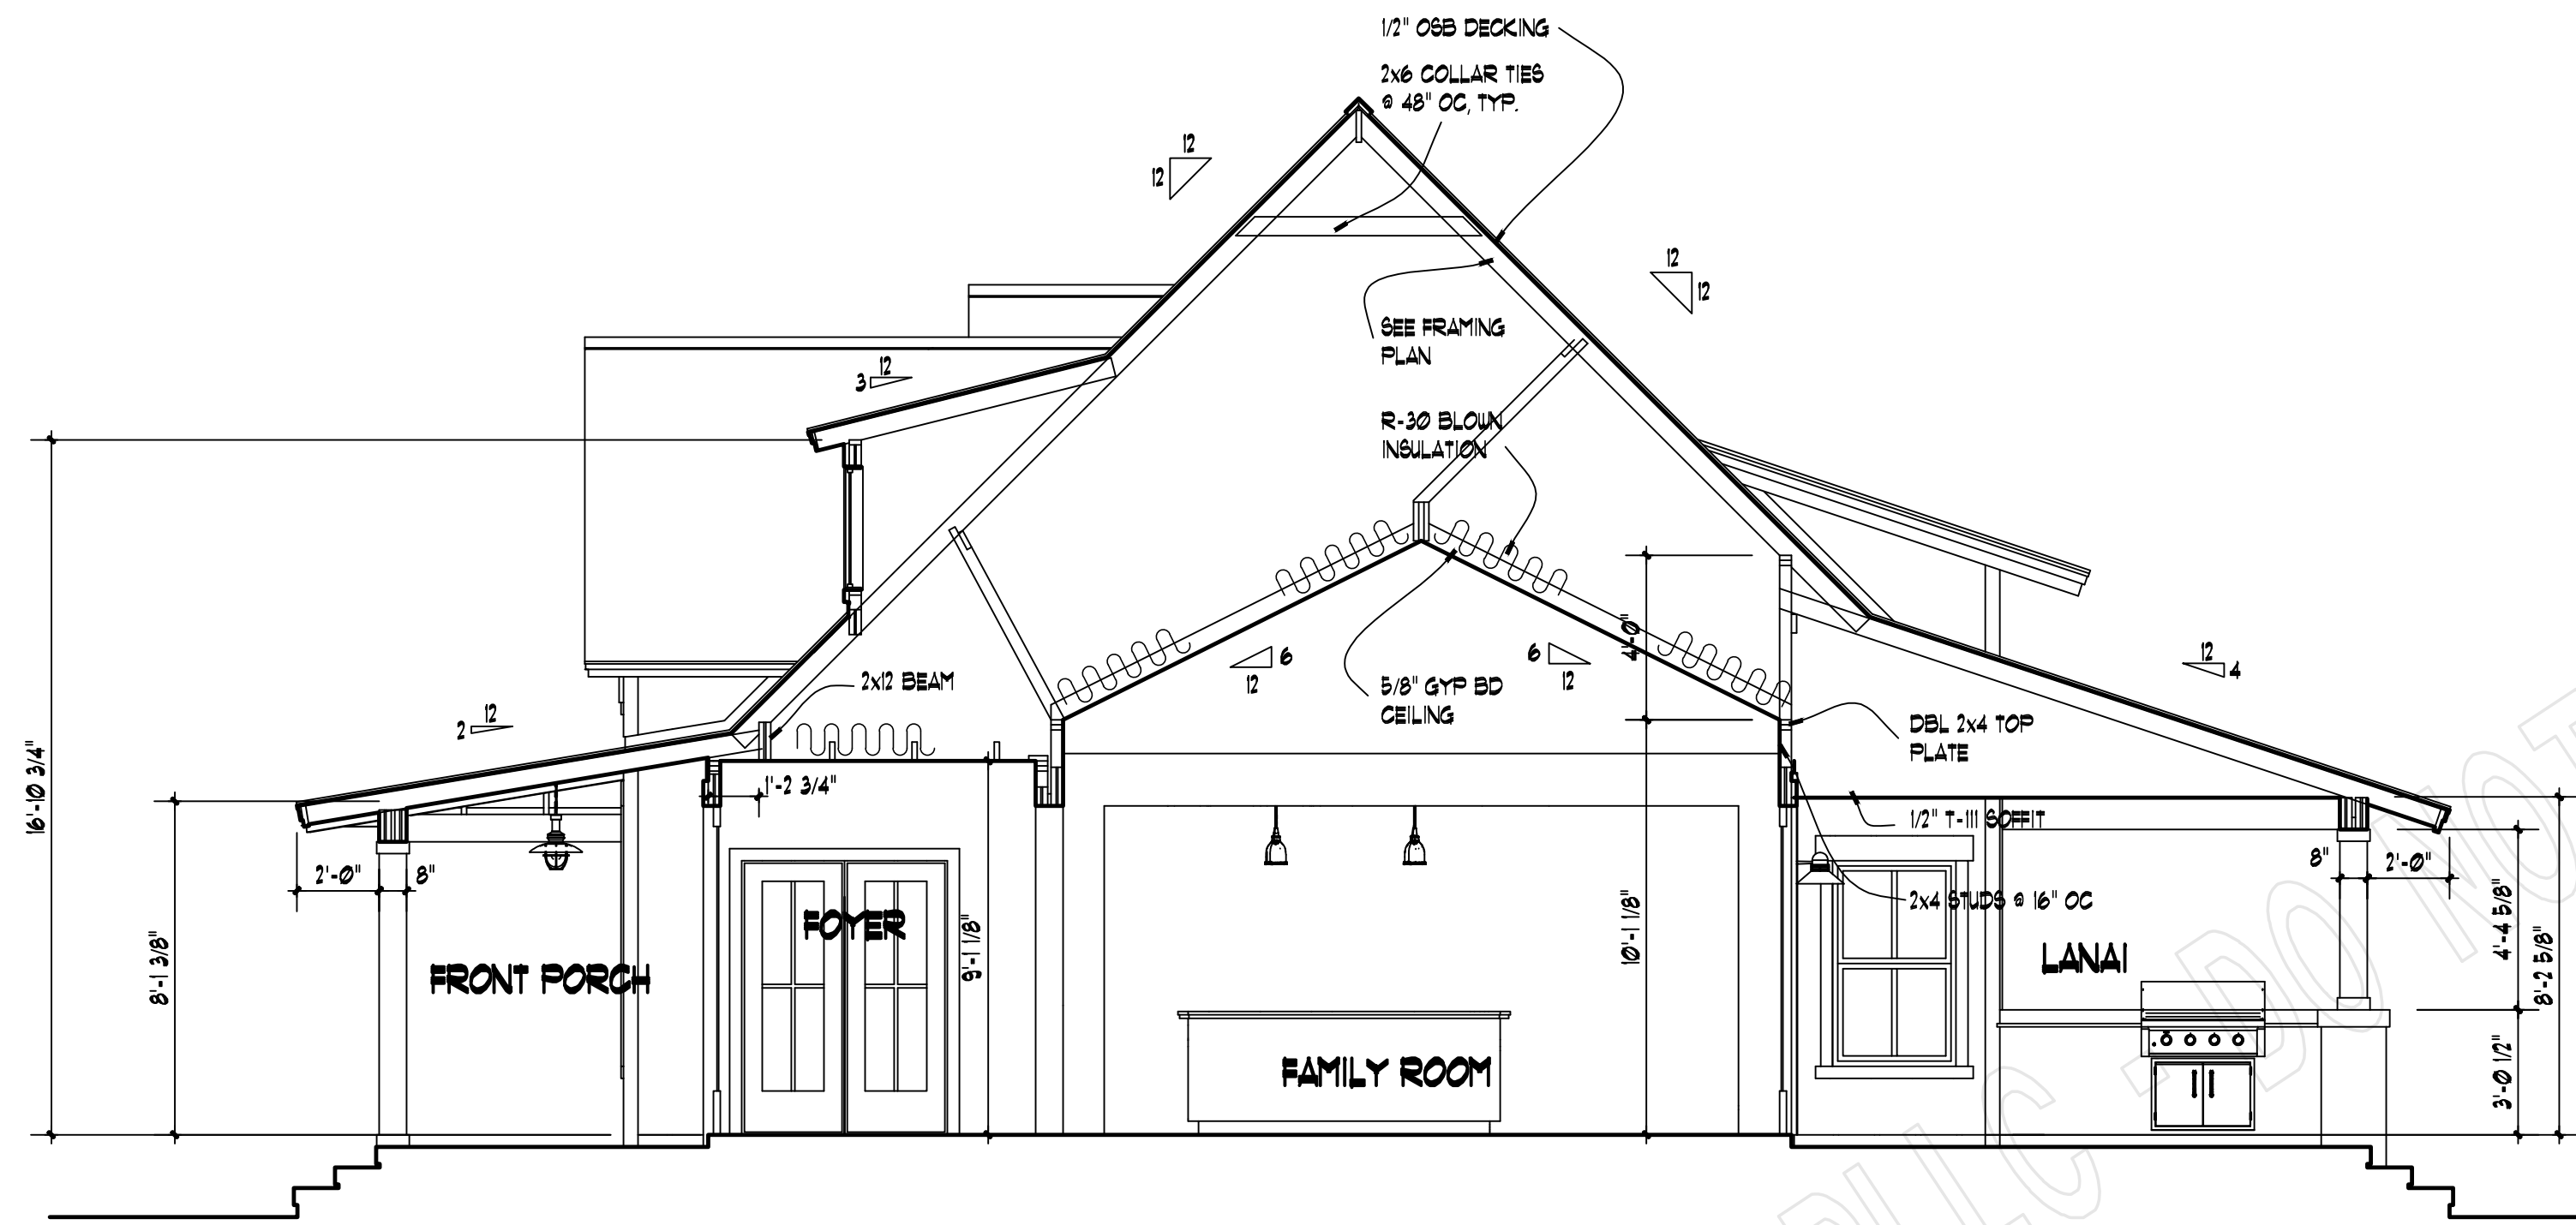 1/2" OSB DECKING
2x6 COLLAR TIES
@ 48" OC, TYP.
12
12
12
12
SEE FRAMING
PLAN
12
3
R-30 BLOWN
INSULATION
16'-10 3/4"
4'-0"
6
12
6
12
12
4
2x12 BEAM
5/8" GYP BD
CEILING
12
2
DBL 2x4 TOP
PLATE
1'-2 3/4"
1/2" T-111 SOFFIT
2'-0"
8"
8"
2'-0"
2x4 STUDS @ 16" OC
FOYER
FRONT PORCH
LANAI
8'-1 3/8"
9'-1 1/8"
10'-1 1/8"
4'-4 5/8"
8'-2 5/8"
FAMILY ROOM
3'-0 1/2"
PLLC - DO NOT